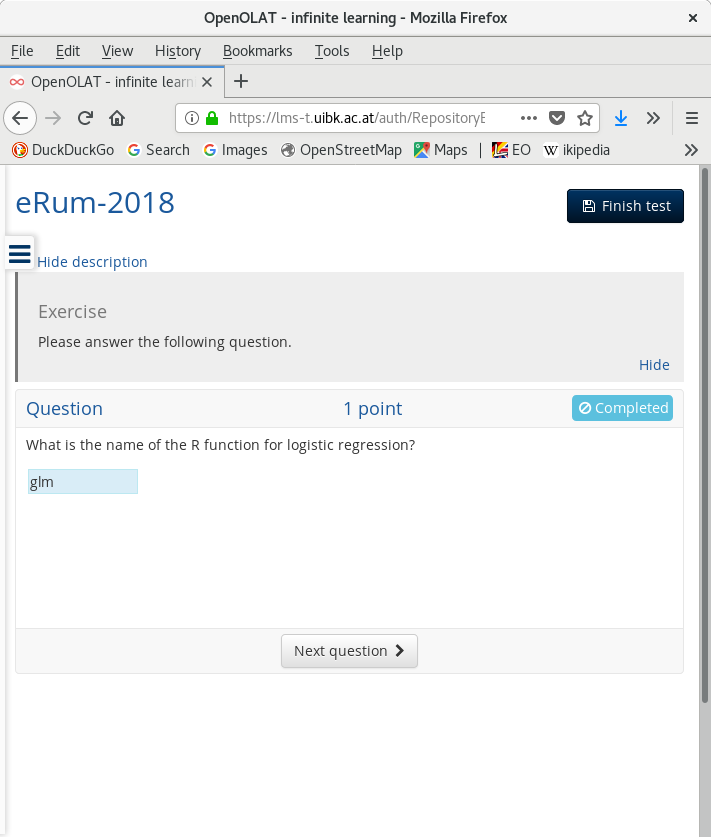 OpenOLAT - infinite learning - Mozilla Firefox
File Edit View History Bookmarks Tools Help
OpenOLAT - infinite learn
https://lms-t.uibk.ac.at/auth/RepositoryE
DuckDuckGo Search Images OpenStreetMap Maps | EO Wikipedia
eRum-2018
Finish test
Hide description
Exercise
Please answer the following question.
Hide
Question 1 point Completed
What is the name of the R function for logistic regression?
glm
Next question